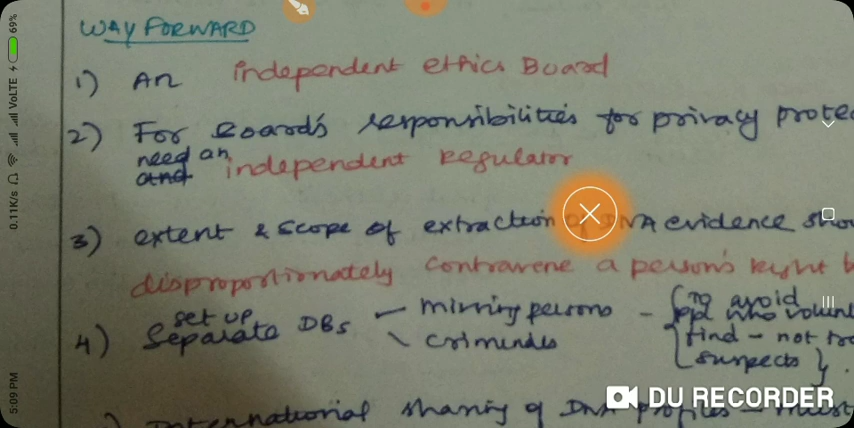 WAY FORWARD
1) An independent ethics Board
2) For Board's responsibilities for privacy prote
need an
and independent regulator
3) extent & scope of extraction of DNA evidence sho
disproportionately contravene a person's right
4) set up
Separate DBs - missing persons - {to avoid
ppl who volunt
criminals find - not to
suspects}.
International sharing of DNA profiles - must
DU RECORDER
69%
VoLTE
0.11K/s
5:09 PM